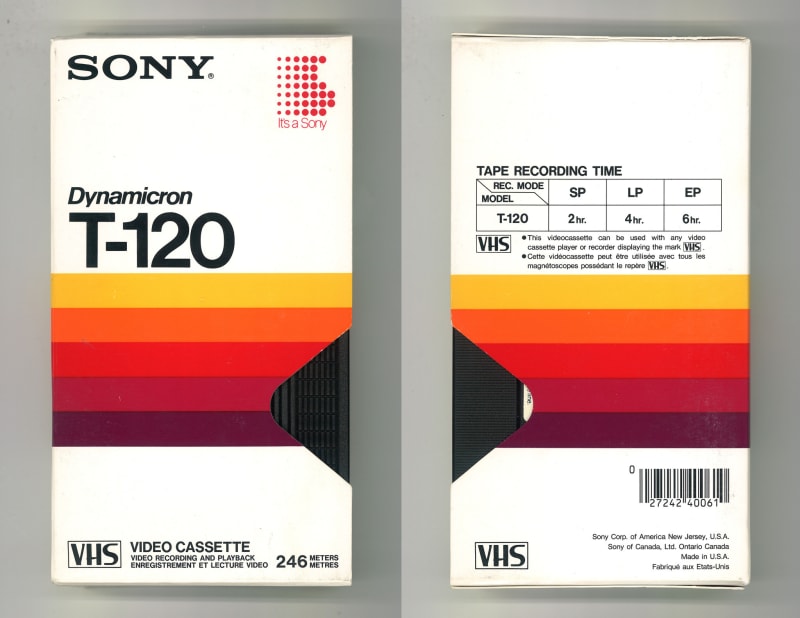 SONY®
It's a Sony
Dynamicron
T-120
VHS
VIDEO CASSETTE
VIDEO RECORDING AND PLAYBACK
ENREGISTREMENT ET LECTURE VIDEO
246 METERS
METRES
TAPE RECORDING TIME
REC. MODE SP LP EP
MODEL
T-120 2hr. 4hr. 6hr.
VHS
●This videocassette can be used with any video
cassette player or recorder displaying the mark VHS.
●Cette vidéocassette peut être utilisée avec tous les
magnétoscopes possédant le repère VHS.
0
27242 40061
Sony Corp. of America New Jersey, U.S.A.
Sony of Canada, Ltd. Ontario Canada
Made in U.S.A.
Fabriqué aux Etats-Unis
VHS